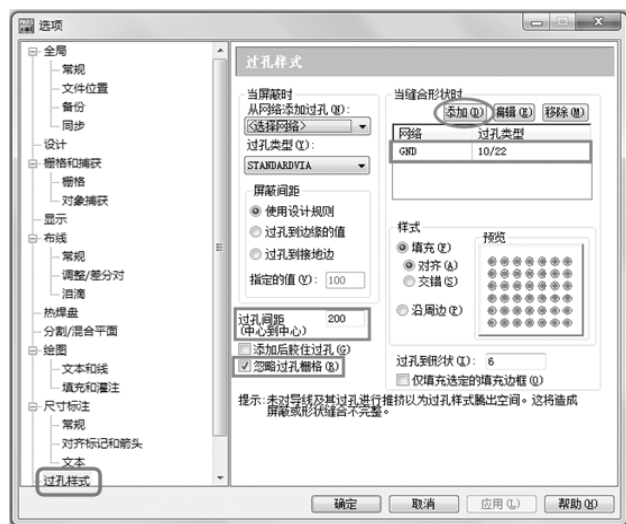 选项
全局
常规
文件位置
备份
同步
设计
栅格和捕获
栅格
对象捕获
显示
布线
常规
调整/差分对
泪滴
热焊盘
分割/混合平面
绘图
文本和线
填充和灌注
尺寸标注
常规
对齐标记和箭头
文本
过孔样式
过孔样式
当屏蔽时
从网络添加过孔(N):
<选择网络>
过孔类型(Y):
STANDARDVIA
屏蔽间距
使用设计规则
过孔到边缘的值
过孔到接地边
指定的值(V): 100
过孔间距 200
(中心到中心)
添加后胶住过孔(G)
忽略过孔栅格(R)
当缝合形状时
添加(D) 编辑(E) 移除(M)
网络 过孔类型
GND 10/22
样式
填充(F)
对齐(A)
交错(S)
沿周边(P)
预览
过孔到形状(I): 6
仅填充选定的填充边框(O)
提示:未对导线及其过孔进行推挤以为过孔样式腾出空间。这将造成
屏蔽或形状缝合不完整。
确定 取消 应用(L) 帮助(H)